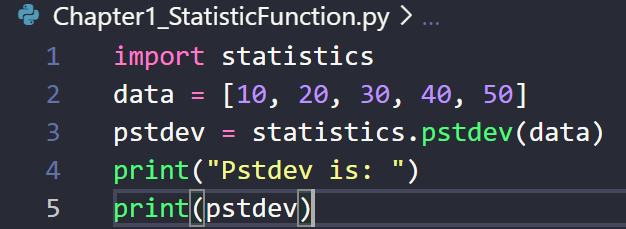 Chapter1_StatisticFunction.py > ...
1 import statistics
2 data = [10, 20, 30, 40, 50]
3 pstdev = statistics.pstdev(data)
4 print("Pstdev is: ")
5 print(pstdev)